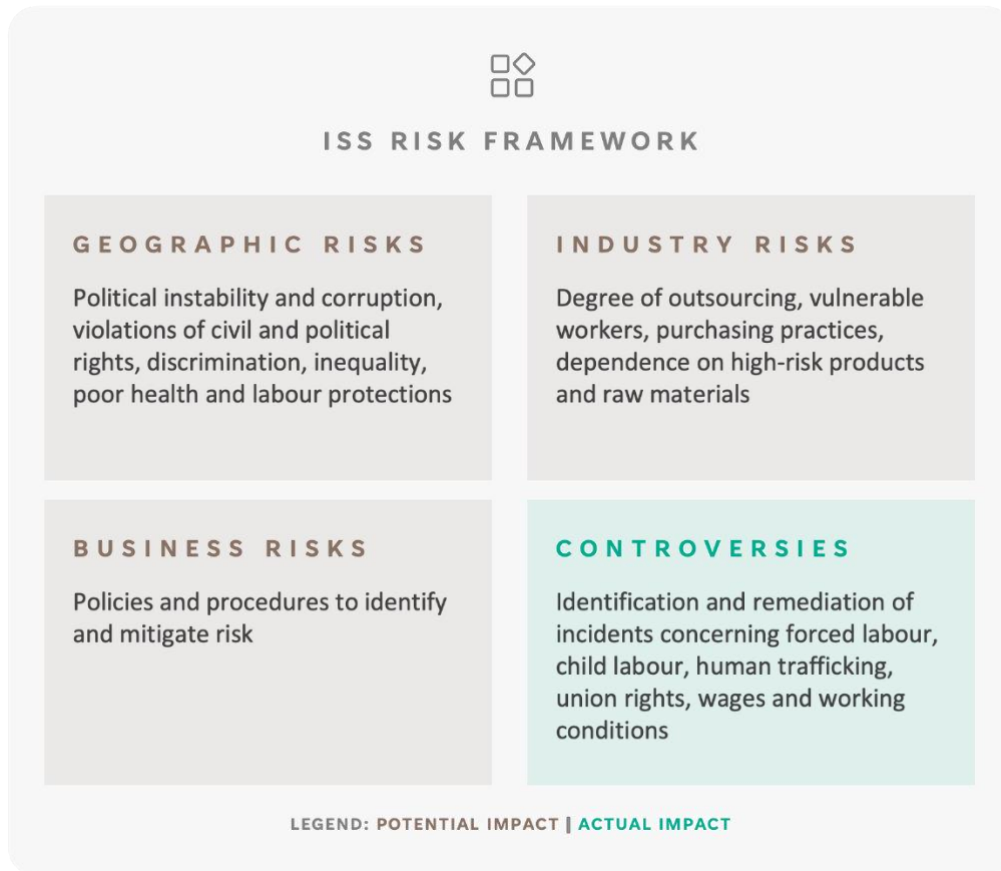 ISS RISK FRAMEWORK
GEOGRAPHIC RISKS
Political instability and corruption,
violations of civil and political
rights, discrimination, inequality,
poor health and labour protections
INDUSTRY RISKS
Degree of outsourcing, vulnerable
workers, purchasing practices,
dependence on high-risk products
and raw materials
BUSINESS RISKS
Policies and procedures to identify
and mitigate risk
CONTROVERSIES
Identification and remediation of
incidents concerning forced labour,
child labour, human trafficking,
union rights, wages and working
conditions
LEGEND: POTENTIAL IMPACT | ACTUAL IMPACT